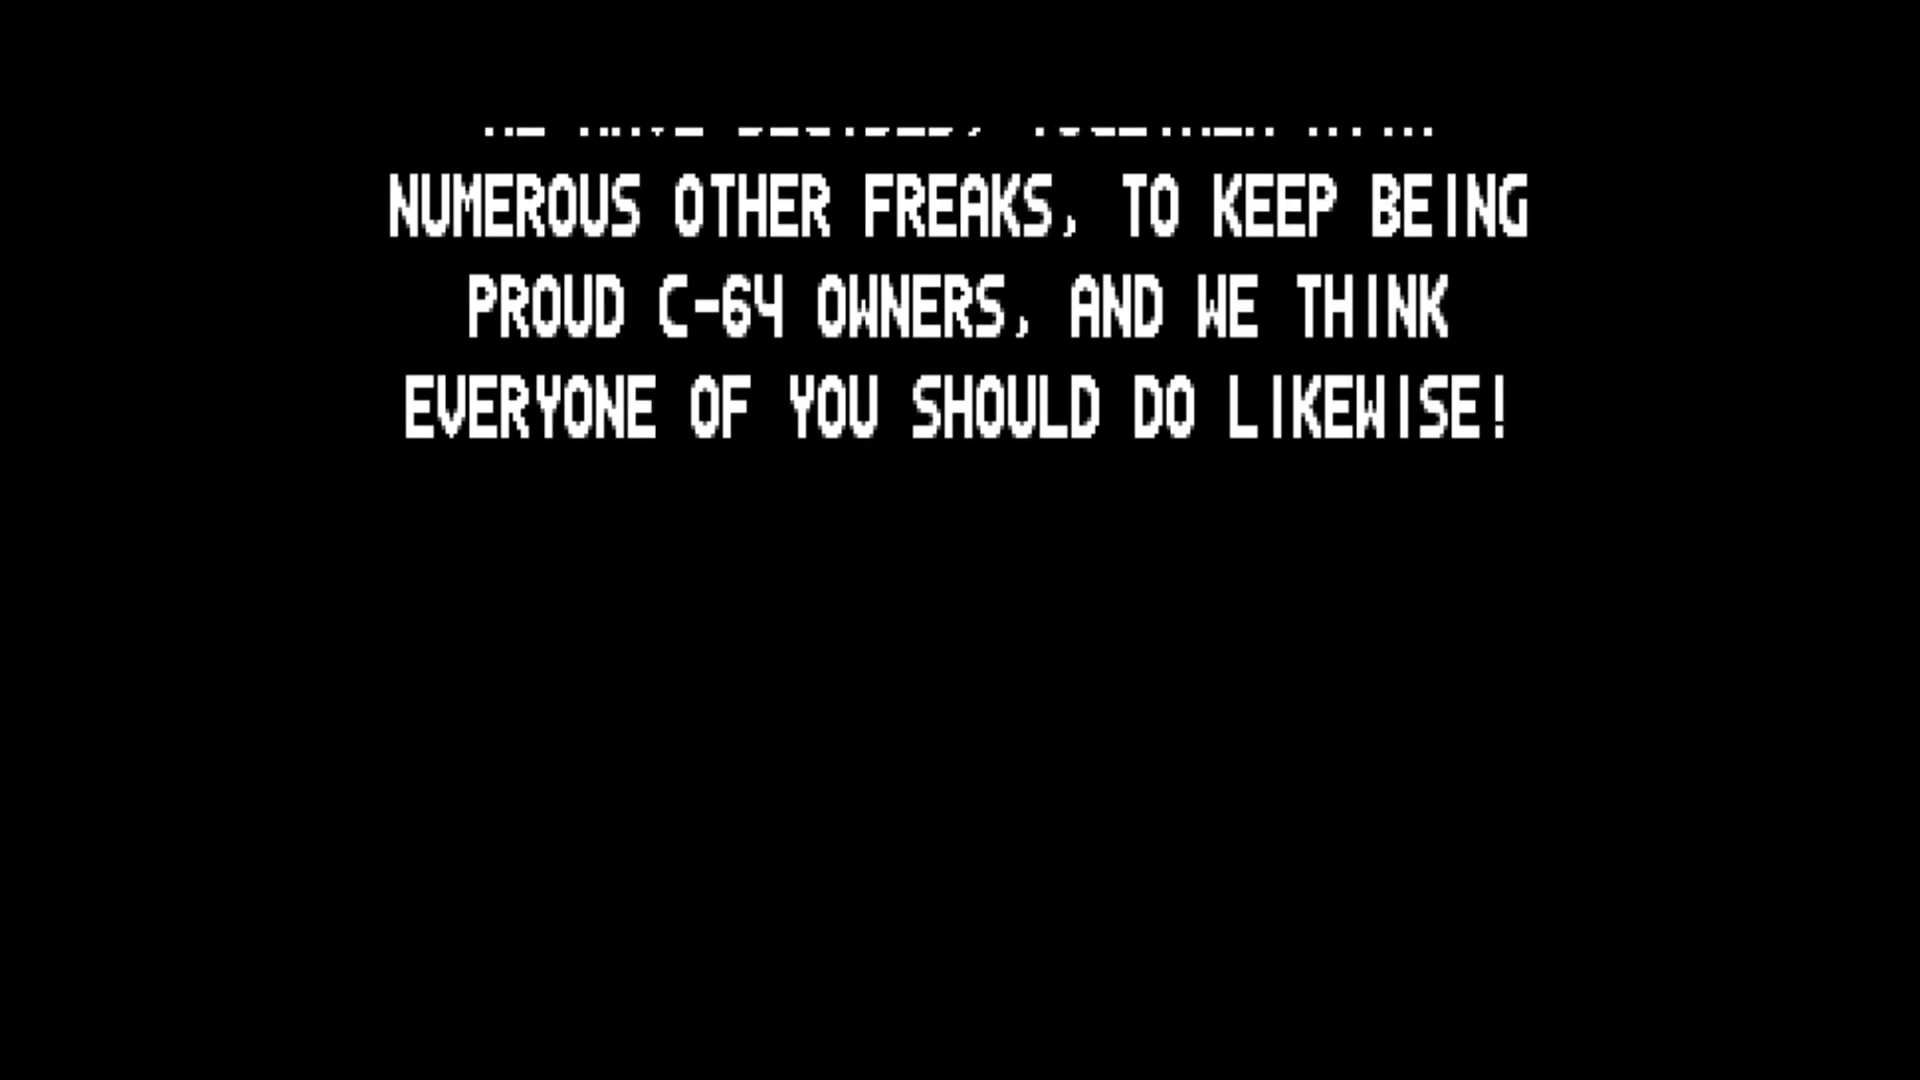 NUMEROUS OTHER FREAKS, TO KEEP BEING
PROUD C-64 OWNERS, AND WE THINK
EVERYONE OF YOU SHOULD DO LIKEWISE!